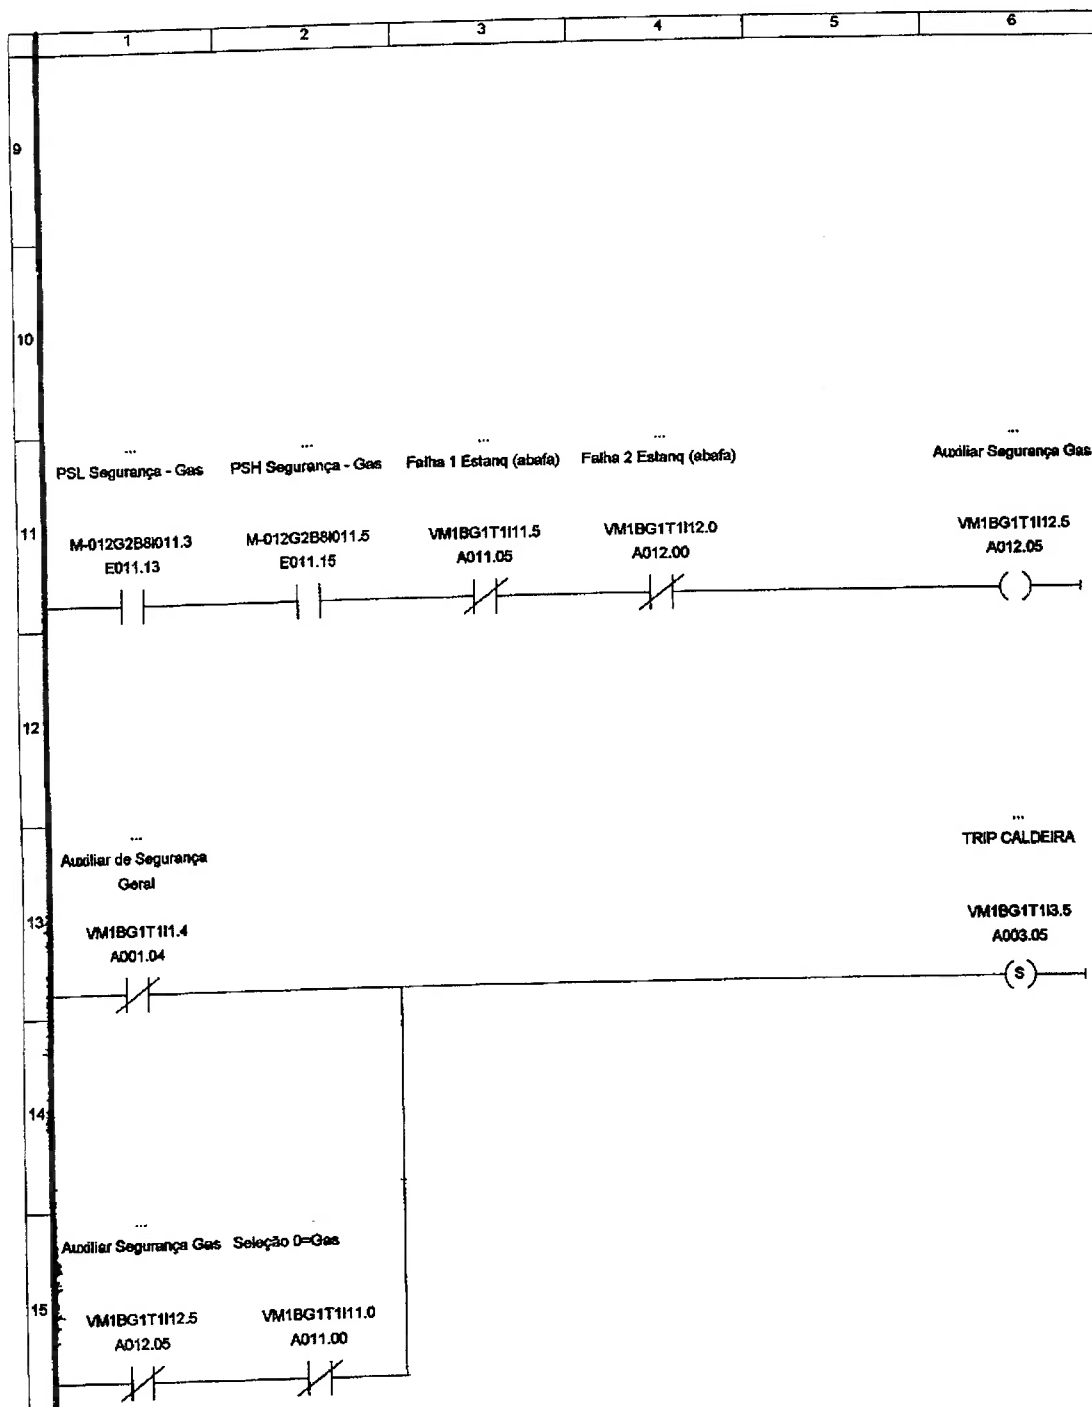 1 2 3 4 5 6
9
10
... ... ... ... ...
PSL Segurança - Gas PSH Segurança - Gas Falha 1 Estanq (abafa) Falha 2 Estanq (abafa) Auxiliar Segurança Gas
11
M-012G2B8I011.3 M-012G2B8I011.5 VM1BG1T1I11.5 VM1BG1T1I12.0 VM1BG1T1I12.5
E011.13 E011.15 A011.05 A012.00 A012.05
12
... ...
Auxiliar de Segurança TRIP CALDEIRA
Geral
13
VM1BG1T1I1.4 VM1BG1T1I3.5
A001.04 A003.05
S
14
...
Auxiliar Segurança Gas Seleção 0=Gas
15
VM1BG1T1I12.5 VM1BG1T1I11.0
A012.05 A011.00